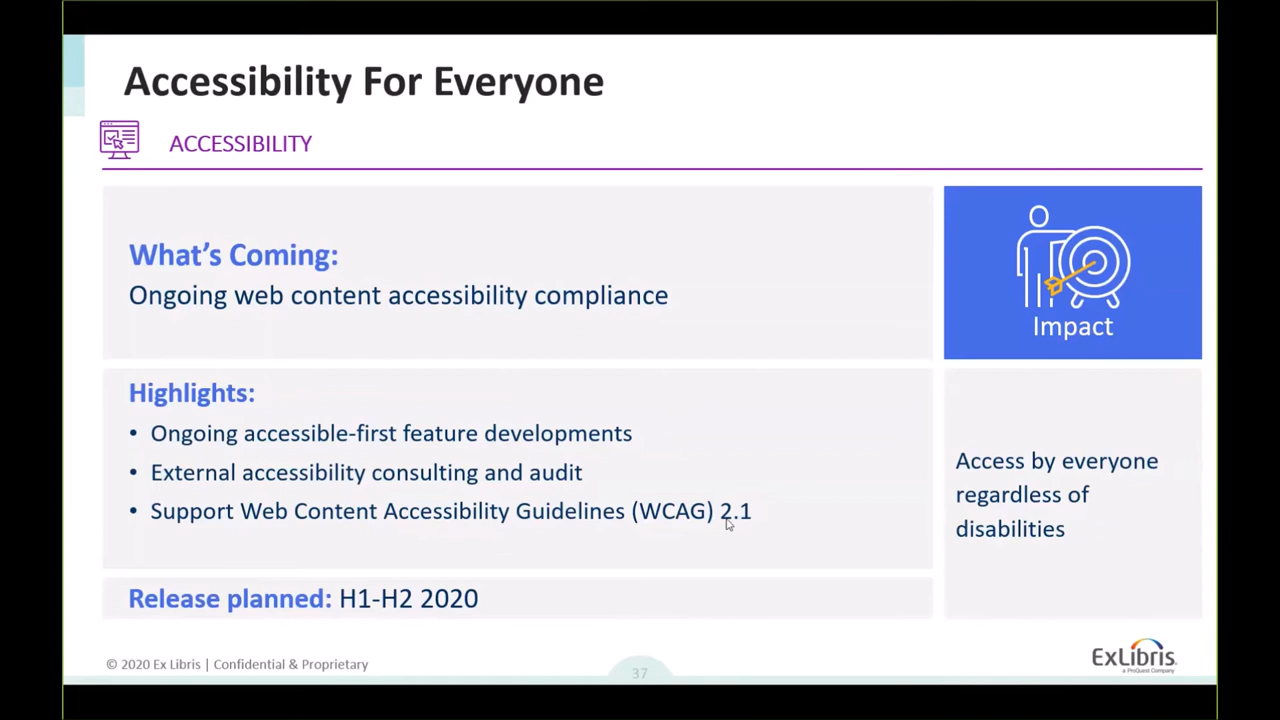 Accessibility For Everyone
ACCESSIBILITY
What's Coming:
Ongoing web content accessibility compliance
Impact
Highlights:
• Ongoing accessible-first feature developments
• External accessibility consulting and audit
• Support Web Content Accessibility Guidelines (WCAG) 2.1
Access by everyone
regardless of
disabilities
Release planned: H1-H2 2020
© 2020 Ex Libris | Confidential & Proprietary
37
ExLibris
a ProQuest Company